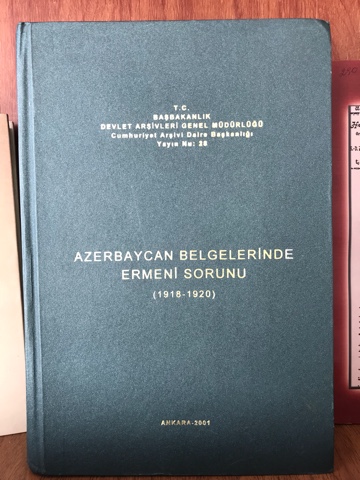 T.C.
BAŞBAKANLIK
DEVLET ARŞİVLERİ GENEL MÜDÜRLÜĞÜ
Cumhuriyet Arşivi Daire Başkanlığı
Yayın Nu: 28
AZERBAYCAN BELGELERİNDE
ERMENİ SORUNU
(1918-1920)
ANKARA-2001